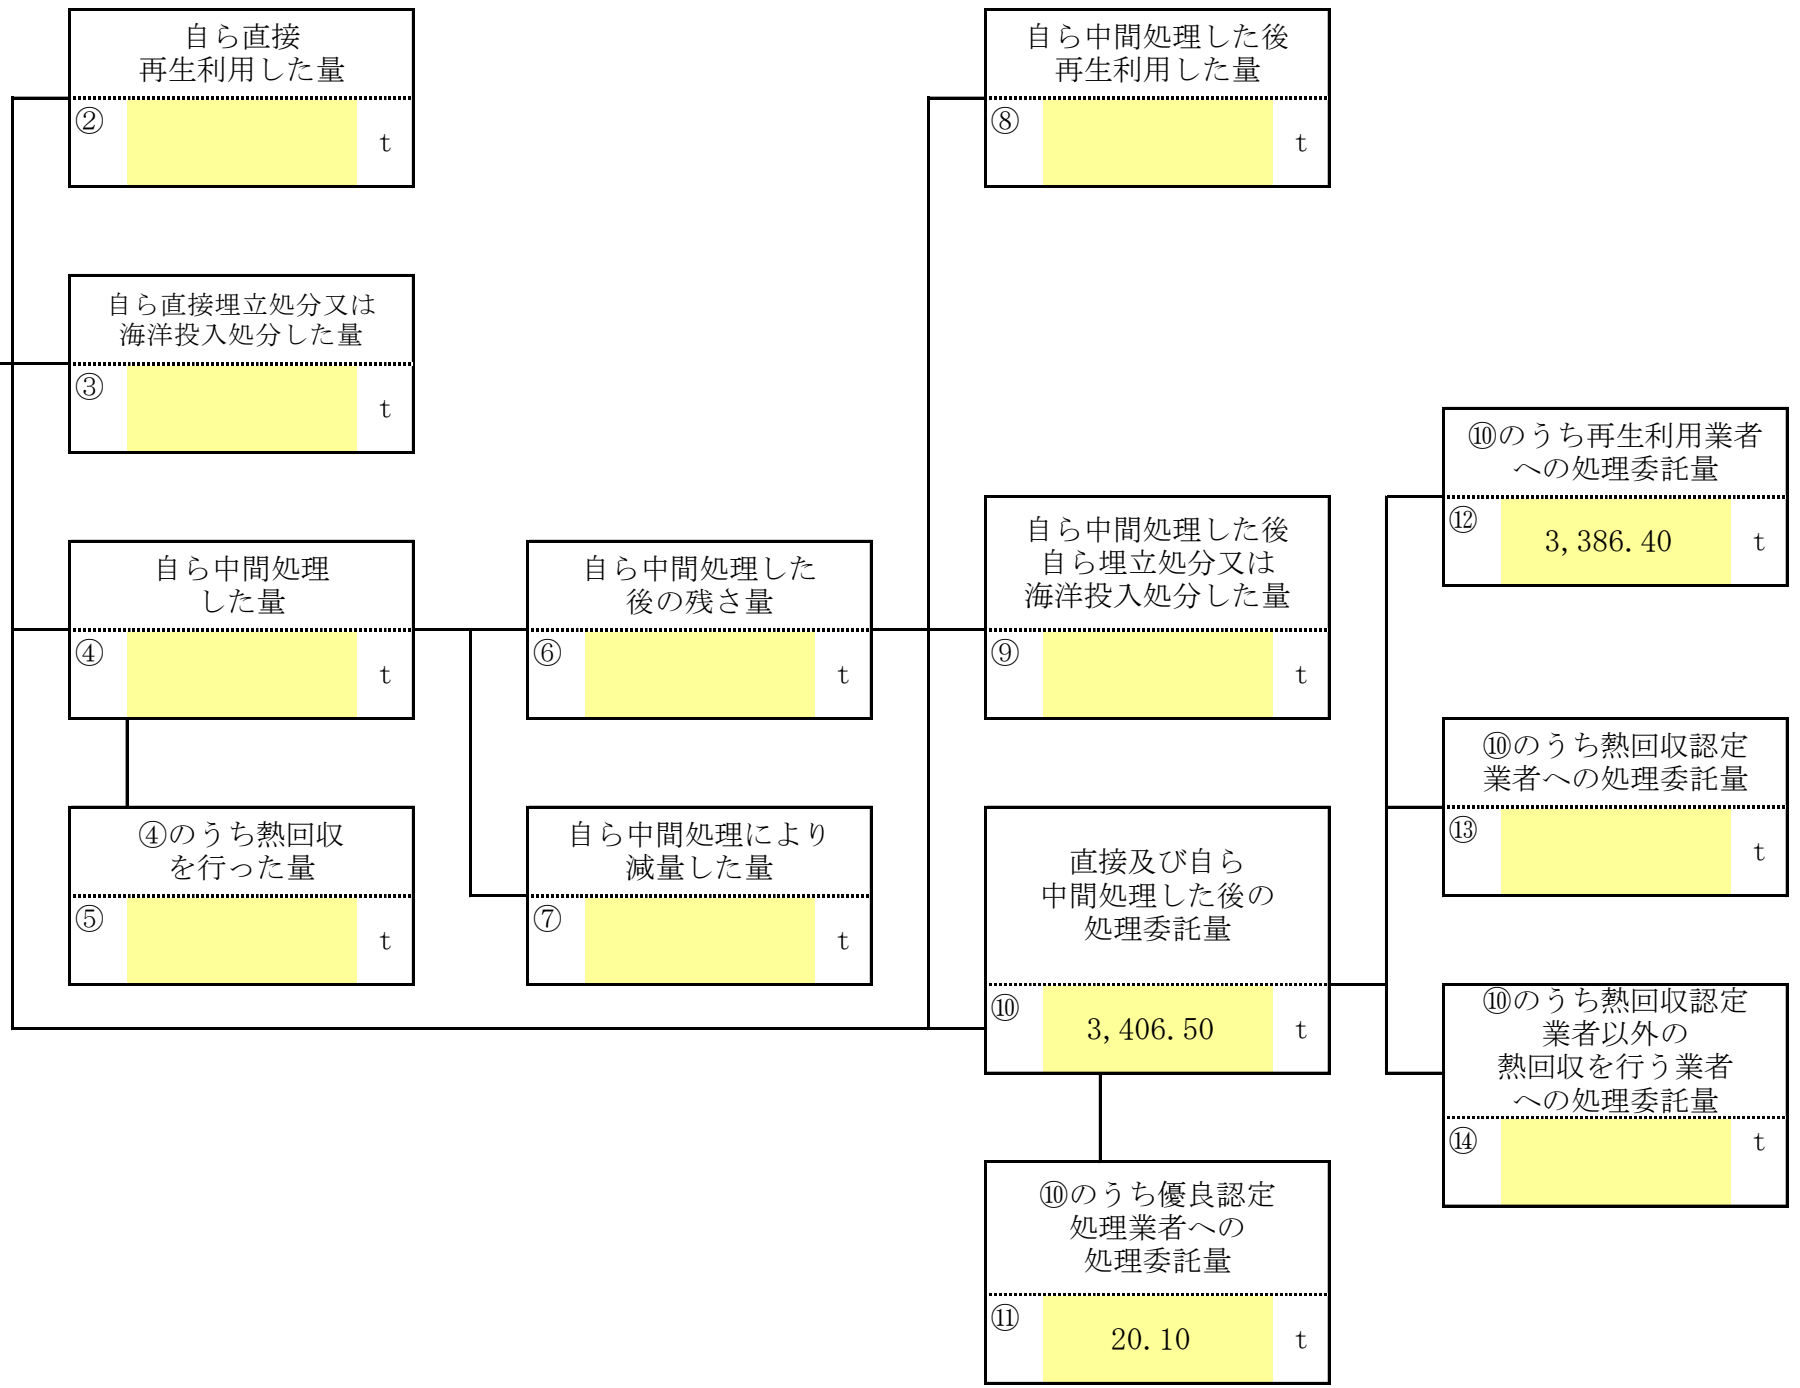 自ら直接
再生利用した量
②
t
自ら直接埋立処分又は
海洋投入処分した量
③
t
自ら中間処理
した量
④
t
④のうち熱回収
を行った量
⑤
t
自ら中間処理した
後の残さ量
⑥
t
自ら中間処理により
減量した量
⑦
t
自ら中間処理した後
再生利用した量
⑧
t
自ら中間処理した後
自ら埋立処分又は
海洋投入処分した量
⑨
t
直接及び自ら
中間処理した後の
処理委託量
⑩
3,406.50 t
⑩のうち優良認定
処理業者への
処理委託量
⑪
20.10 t
⑩のうち再生利用業者
への処理委託量
⑫
3,386.40 t
⑩のうち熱回収認定
業者への処理委託量
⑬
t
⑩のうち熱回収認定
業者以外の
熱回収を行う業者
への処理委託量
⑭
t